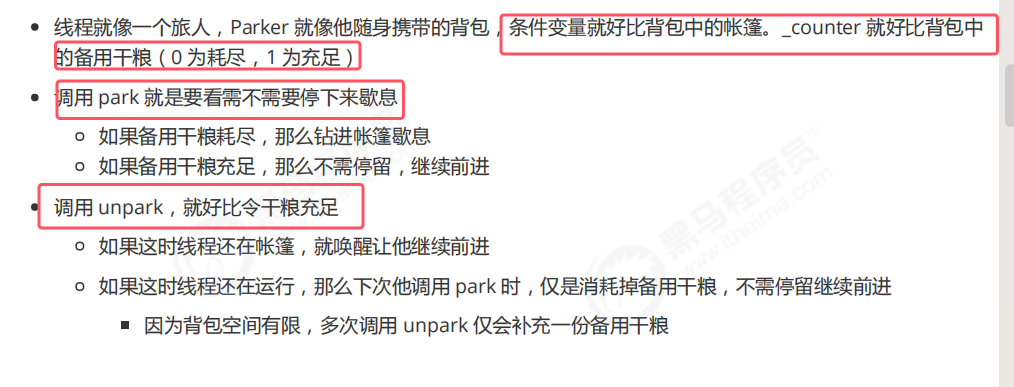 线程就像一个旅人，Parker 就像他随身携带的背包，条件变量就好比背包中的帐篷。_counter 就好比背包中
的备用干粮（0 为耗尽，1 为充足）
调用 park 就是要看需不需要停下来歇息
如果备用干粮耗尽，那么钻进帐篷歇息
如果备用干粮充足，那么不需停留，继续前进
调用 unpark，就好比令干粮充足
如果这时线程还在帐篷，就唤醒让他继续前进
如果这时线程还在运行，那么下次他调用 park 时，仅是消耗掉备用干粮，不需停留继续前进
因为背包空间有限，多次调用 unpark 仅会补充一份备用干粮
黑马程序员™
www.itheima.com